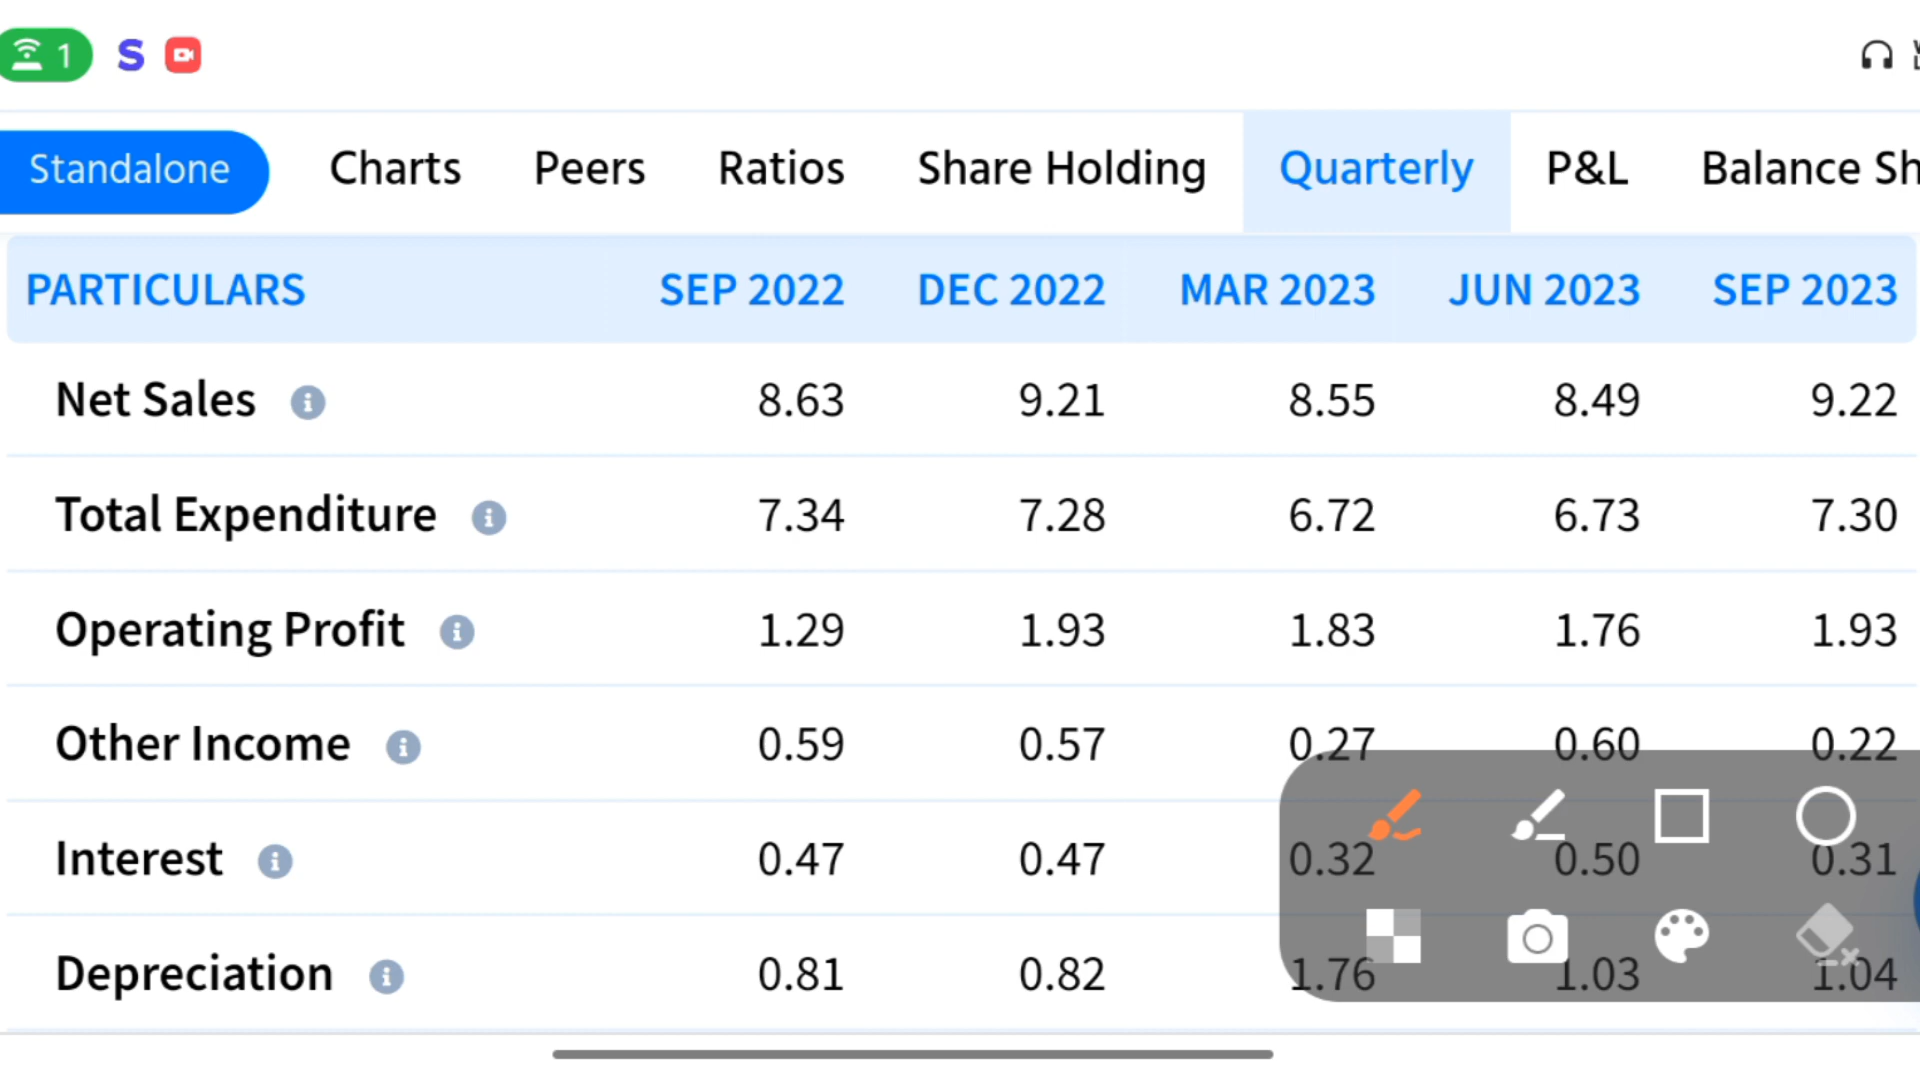 1 S
Standalone Charts Peers Ratios Share Holding Quarterly P&L Balance Sh
PARTICULARS SEP 2022 DEC 2022 MAR 2023 JUN 2023 SEP 2023
Net Sales 8.63 9.21 8.55 8.49 9.22
Total Expenditure 7.34 7.28 6.72 6.73 7.30
Operating Profit 1.29 1.93 1.83 1.76 1.93
Other Income 0.59 0.57 0.27 0.60 0.22
Interest 0.47 0.47 0.32 0.50 0.31
Depreciation 0.81 0.82 1.76 1.03 1.04